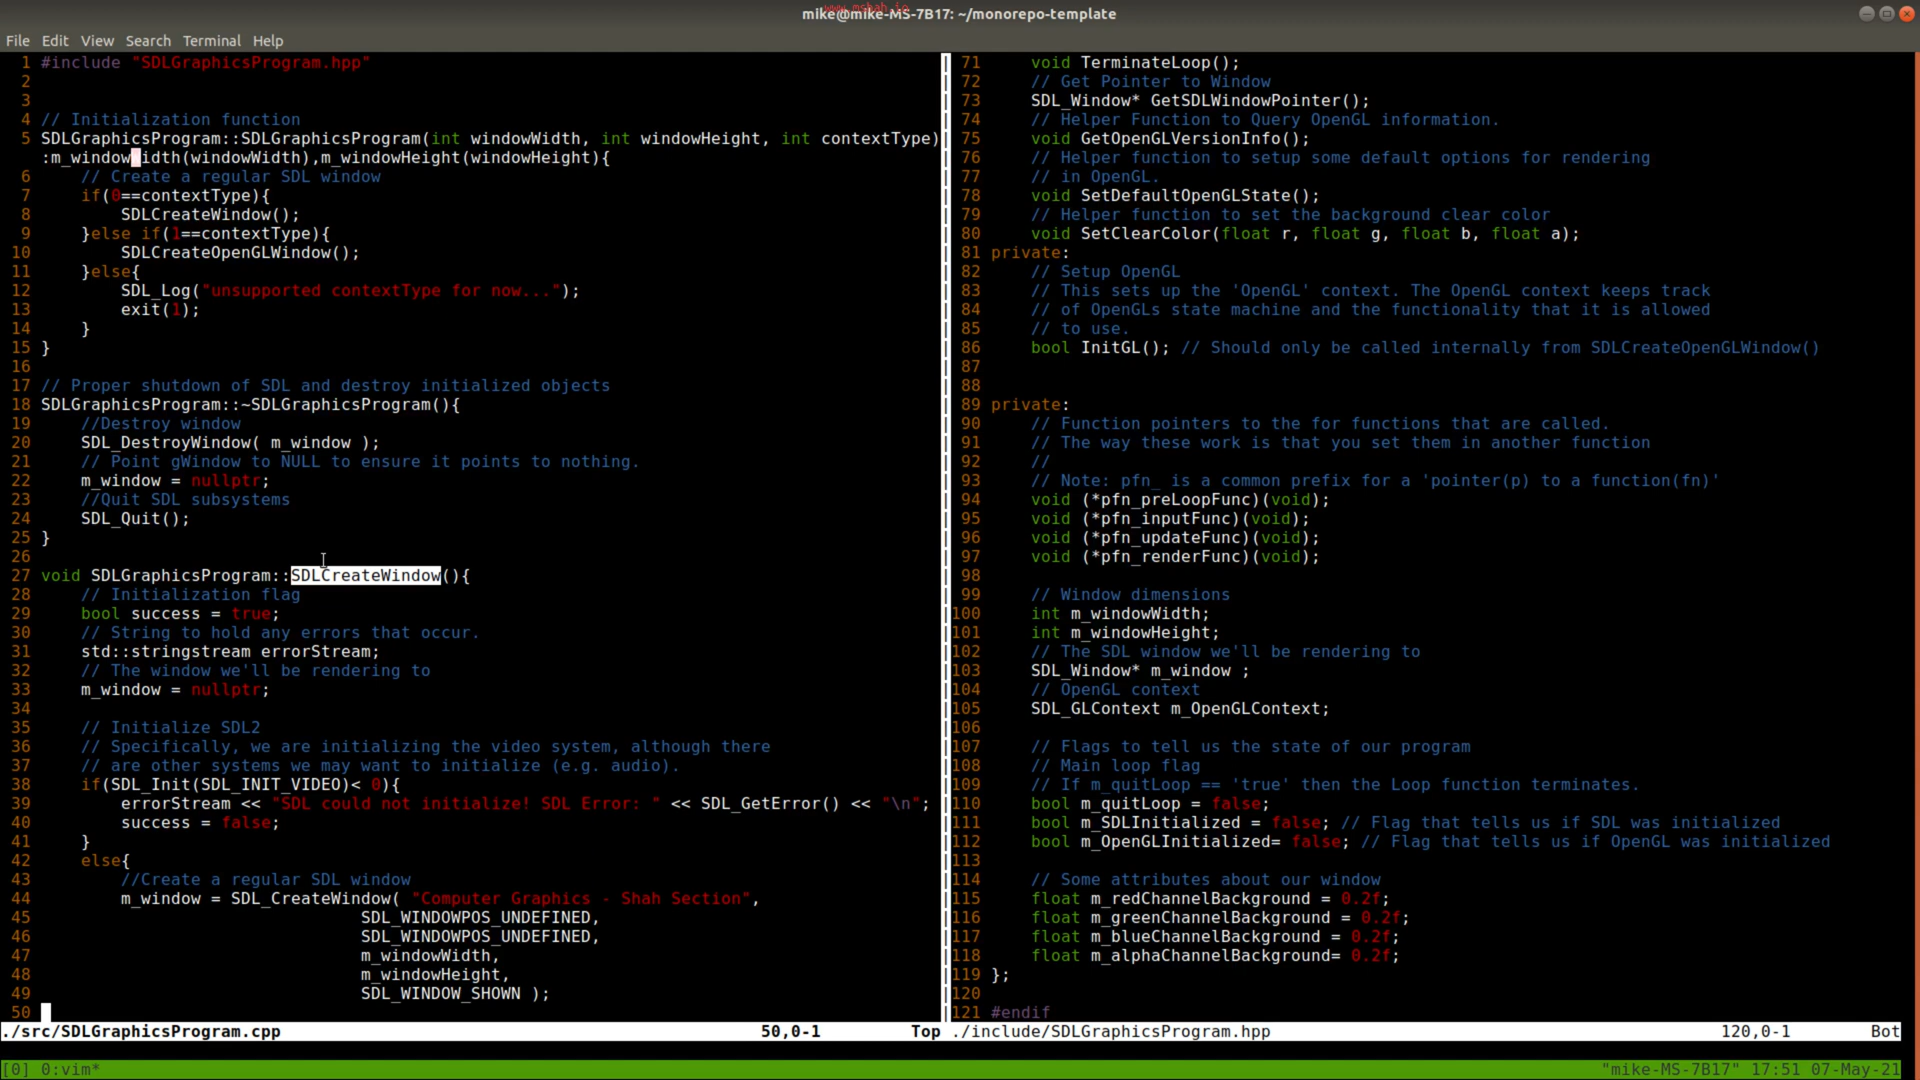 www.mshah.io
mike@mike-MS-7B17: ~/monorepo-template
File Edit View Search Terminal Help
1 #include "SDLGraphicsProgram.hpp"
2
3
4 // Initialization function
5 SDLGraphicsProgram::SDLGraphicsProgram(int windowWidth, int windowHeight, int contextType)
:m_windowWidth(windowWidth),m_windowHeight(windowHeight){
6     // Create a regular SDL window
7     if(0==contextType){
8         SDLCreateWindow();
9     }else if(1==contextType){
10         SDLCreateOpenGLWindow();
11     }else{
12         SDL_Log("unsupported contextType for now...");
13         exit(1);
14     }
15 }
16
17 // Proper shutdown of SDL and destroy initialized objects
18 SDLGraphicsProgram::~SDLGraphicsProgram(){
19     //Destroy window
20     SDL_DestroyWindow( m_window );
21     // Point gWindow to NULL to ensure it points to nothing.
22     m_window = nullptr;
23     //Quit SDL subsystems
24     SDL_Quit();
25 }
26
27 void SDLGraphicsProgram::SDLCreateWindow(){
28     // Initialization flag
29     bool success = true;
30     // String to hold any errors that occur.
31     std::stringstream errorStream;
32     // The window we'll be rendering to
33     m_window = nullptr;
34
35     // Initialize SDL2
36     // Specifically, we are initializing the video system, although there
37     // are other systems we may want to initialize (e.g. audio).
38     if(SDL_Init(SDL_INIT_VIDEO)< 0){
39         errorStream << "SDL could not initialize! SDL Error: " << SDL_GetError() << "\n";
40         success = false;
41     }
42     else{
43         //Create a regular SDL window
44         m_window = SDL_CreateWindow( "Computer Graphics - Shah Section",
45                                 SDL_WINDOWPOS_UNDEFINED,
46                                 SDL_WINDOWPOS_UNDEFINED,
47                                 m_windowWidth,
48                                 m_windowHeight,
49                                 SDL_WINDOW_SHOWN );
50
./src/SDLGraphicsProgram.cpp 50,0-1 Top
71     void TerminateLoop();
72     // Get Pointer to Window
73     SDL_Window* GetSDLWindowPointer();
74     // Helper Function to Query OpenGL information.
75     void GetOpenGLVersionInfo();
76     // Helper function to setup some default options for rendering
77     // in OpenGL.
78     void SetDefaultOpenGLState();
79     // Helper function to set the background clear color
80     void SetClearColor(float r, float g, float b, float a);
81 private:
82     // Setup OpenGL
83     // This sets up the 'OpenGL' context. The OpenGL context keeps track
84     // of OpenGLs state machine and the functionality that it is allowed
85     // to use.
86     bool InitGL(); // Should only be called internally from SDLCreateOpenGLWindow()
87
88
89 private:
90     // Function pointers to the for functions that are called.
91     // The way these work is that you set them in another function
92     //
93     // Note: pfn_ is a common prefix for a 'pointer(p) to a function(fn)'
94     void (*pfn_preLoopFunc)(void);
95     void (*pfn_inputFunc)(void);
96     void (*pfn_updateFunc)(void);
97     void (*pfn_renderFunc)(void);
98
99     // Window dimensions
100     int m_windowWidth;
101     int m_windowHeight;
102     // The SDL window we'll be rendering to
103     SDL_Window* m_window ;
104     // OpenGL context
105     SDL_GLContext m_OpenGLContext;
106
107     // Flags to tell us the state of our program
108     // Main loop flag
109     // If m_quitLoop == 'true' then the Loop function terminates.
110     bool m_quitLoop = false;
111     bool m_SDLInitialized = false; // Flag that tells us if SDL was initialized
112     bool m_OpenGLInitialized= false; // Flag that tells us if OpenGL was initialized
113
114     // Some attributes about our window
115     float m_redChannelBackground = 0.2f;
116     float m_greenChannelBackground = 0.2f;
117     float m_blueChannelBackground = 0.2f;
118     float m_alphaChannelBackground= 0.2f;
119 };
120
121 #endif
./include/SDLGraphicsProgram.hpp 120,0-1 Bot
[0] 0:vim* "mike-MS-7B17" 17:51 07-May-21